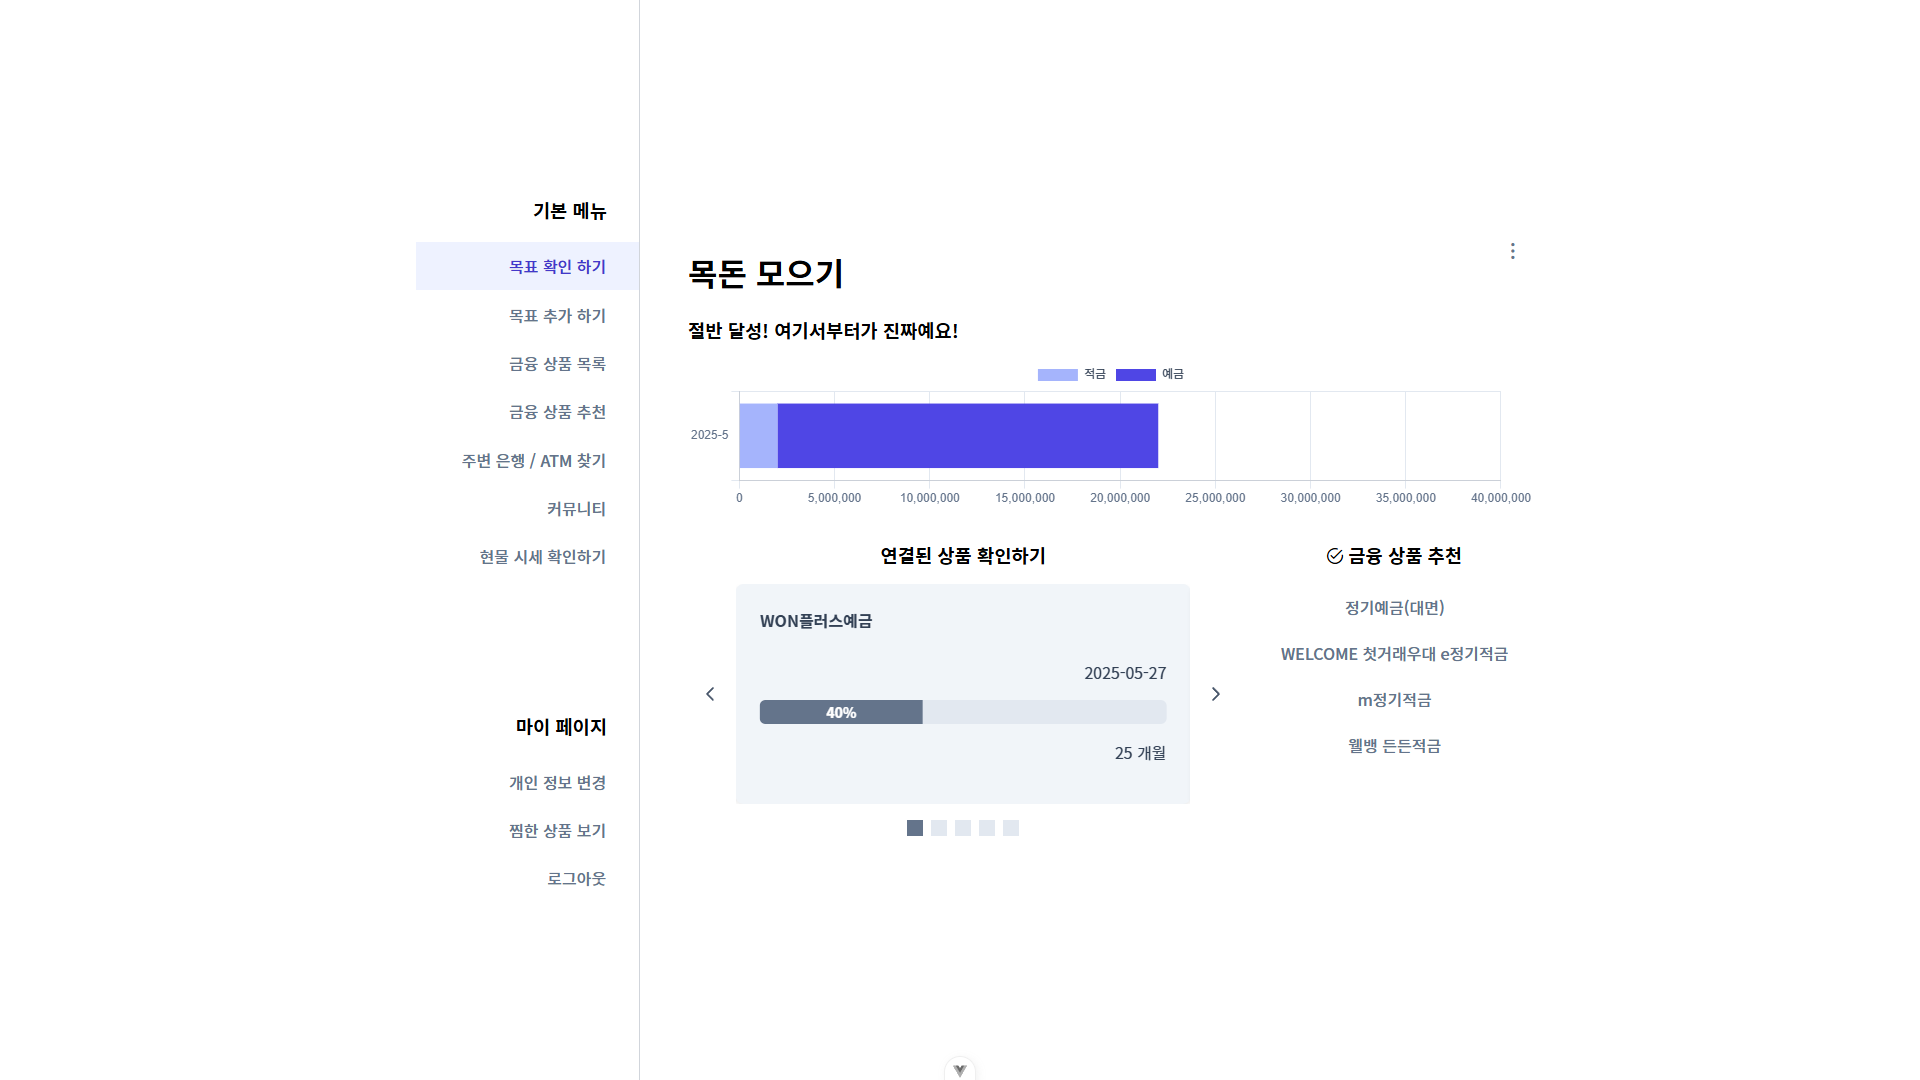 기본 메뉴
목표 확인 하기
목표 추가 하기
금융 상품 목록
금융 상품 추천
주변 은행 / ATM 찾기
커뮤니티
현물 시세 확인하기
마이 페이지
개인 정보 변경
찜한 상품 보기
로그아웃
목돈 모으기
절반 달성! 여기서부터가 진짜예요!
적금 예금
2025-5
0 5,000,000 10,000,000 15,000,000 20,000,000 25,000,000 30,000,000 35,000,000 40,000,000
연결된 상품 확인하기
WON플러스예금
2025-05-27
40%
25 개월
금융 상품 추천
정기예금(대면)
WELCOME 첫거래우대 e정기적금
m정기적금
웰뱅 든든적금